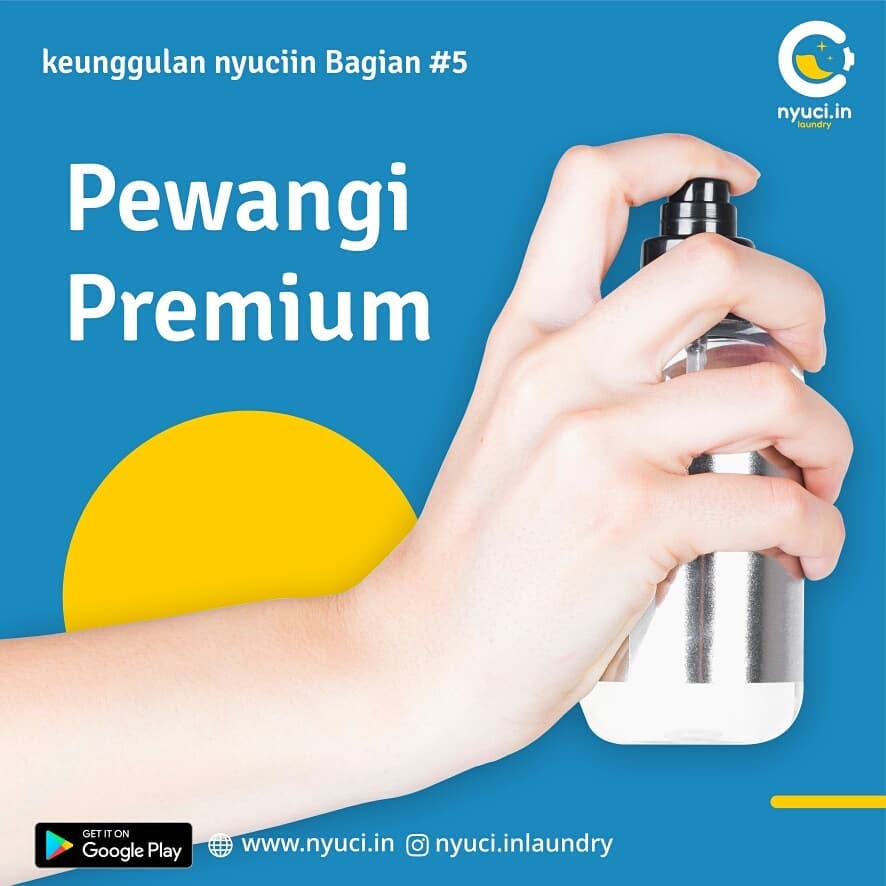 keunggulan nyuciin Bagian #5
nyuci.in
laundry
Pewangi
Premium
GET IT ON
Google Play
www.nyuci.in
nyuci.inlaundry